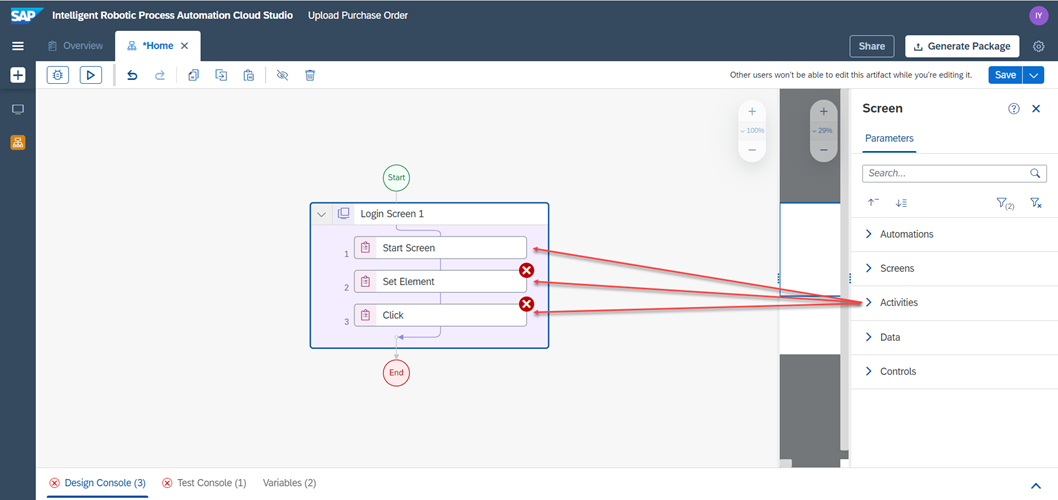 SAP Intelligent Robotic Process Automation Cloud Studio Upload Purchase Order IY
Overview *Home Share Generate Package
Other users won't be able to edit this artifact while you're editing it. Save
Screen
Parameters
Search...
(2)
100%
29%
Start
Login Screen 1
1 Start Screen
2 Set Element
3 Click
End
Automations
Screens
Activities
Data
Controls
Design Console (3) Test Console (1) Variables (2)